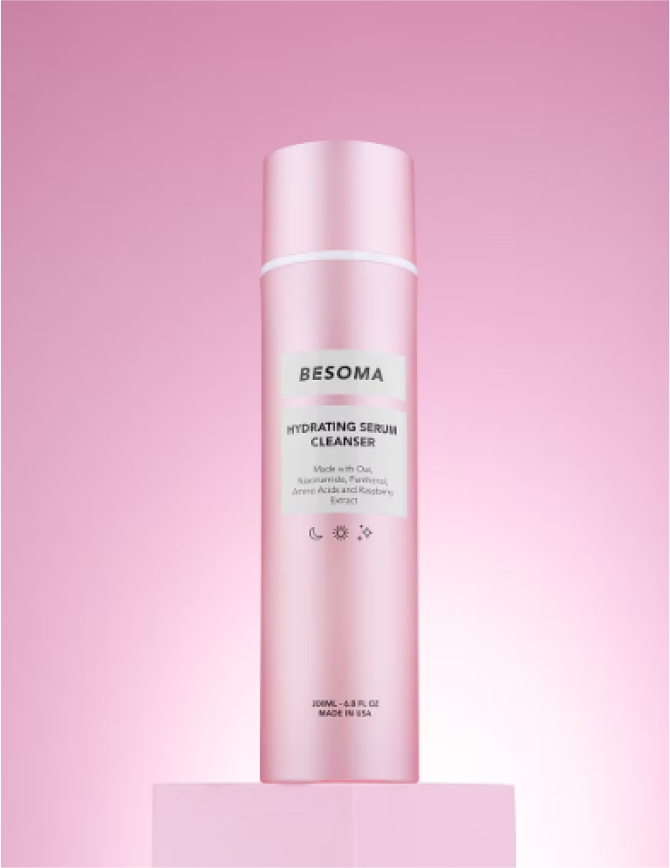 BESOMA
HYDRATING SERUM
CLEANSER
Made with Oat,
Niacinamide, Panthenol,
Amino Acids and Raspberry
Extract
200ML - 6.8 FL OZ
MADE IN USA